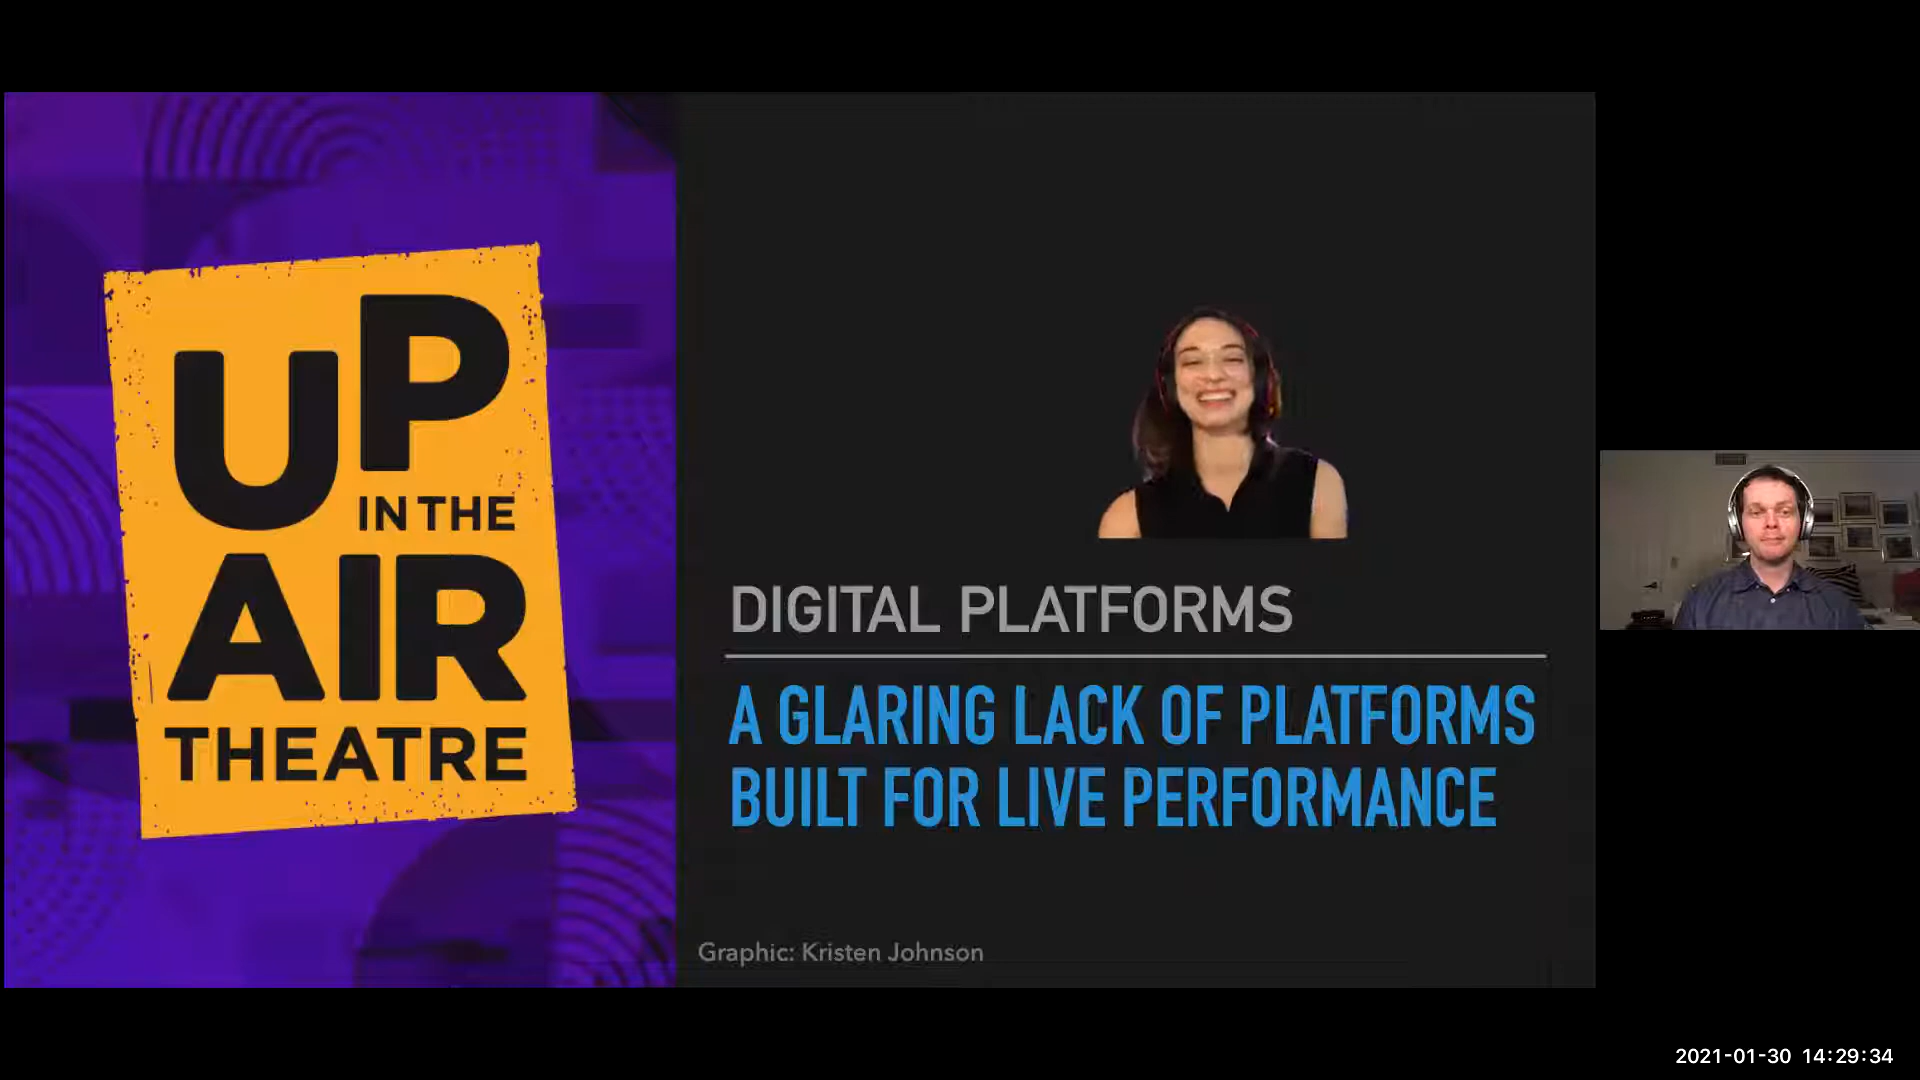 UP
IN THE
AIR
THEATRE
DIGITAL PLATFORMS
A GLARING LACK OF PLATFORMS
BUILT FOR LIVE PERFORMANCE
Graphic: Kristen Johnson
2021-01-30 14:29:34